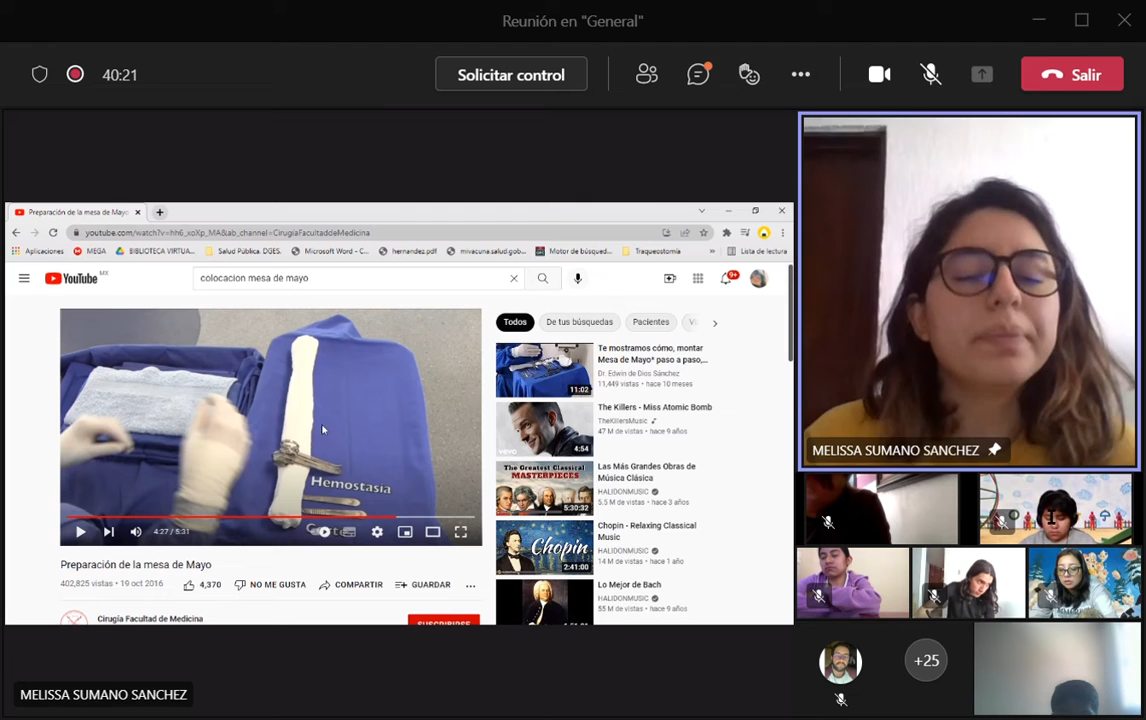 Reunión en "General"
40:21
Solicitar control
Salir
Preparación de la mesa de Mayo
youtube.com/watch?v=hh6_xoXp_MA&ab_channel=CirugíaFacultaddeMedicina
Aplicaciones
MEGA
BIBLIOTECA VIRTUA...
Salud Pública. DGES.
Microsoft Word - C...
hernandez.pdf
mivacuna.salud.gob...
Motor de búsqued...
Traqueostomía
»
Lista de lectura
YouTube MX
colocacion mesa de mayo
9+
Hemostasia
4:27 / 5:31
Preparación de la mesa de Mayo
402,825 vistas • 19 oct 2016
4,370
NO ME GUSTA
COMPARTIR
GUARDAR
Cirugía Facultad de Medicina
SUSCRIBIRSE
Todos
De tus búsquedas
Pacientes
Te mostramos cómo, montar
Mesa de Mayo* paso a paso,...
Dr. Edwin de Dios Sánchez
11,449 vistas • hace 10 meses
11:02
The Killers - Miss Atomic Bomb
TheKillersMusic
47 M de vistas • hace 9 años
vevo
4:54
Las Más Grandes Obras de
Música Clásica
HALIDONMUSIC
5.5 M de vistas • hace 3 años
The Greatest Classical
MASTERPIECES
5:30:32
Chopin - Relaxing Classical
Music
HALIDONMUSIC
14 M de vistas • hace 1 año
Chopin
2:41:00
Lo Mejor de Bach
HALIDONMUSIC
55 M de vistas • hace 9 años
MELISSA SUMANO SANCHEZ
+25
MELISSA SUMANO SANCHEZ